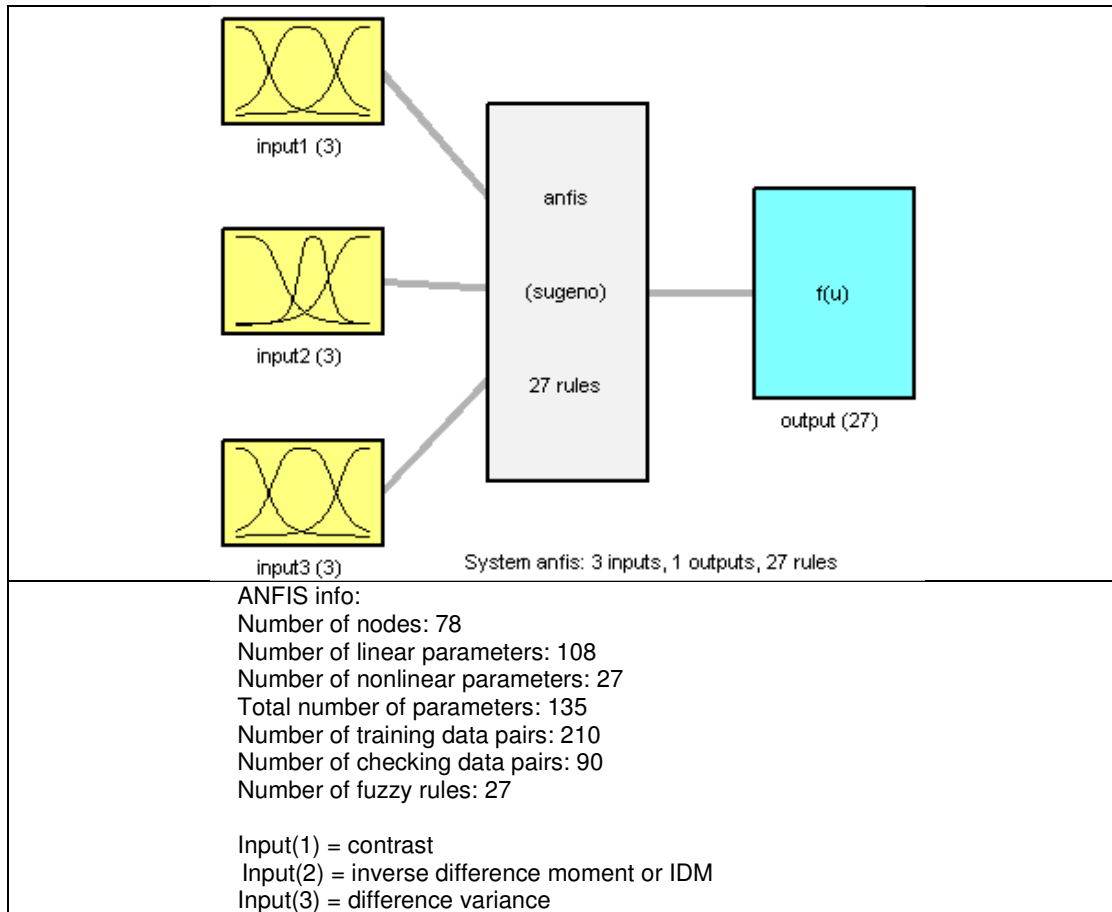 input1 (3)
anfis
(sugeno)
f(u)
input2 (3)
27 rules
output (27)
input3 (3)
System anfis: 3 inputs, 1 outputs, 27 rules
ANFIS info:
Number of nodes: 78
Number of linear parameters: 108
Number of nonlinear parameters: 27
Total number of parameters: 135
Number of training data pairs: 210
Number of checking data pairs: 90
Number of fuzzy rules: 27
Input(1) = contrast
Input(2) = inverse difference moment or IDM
Input(3) = difference variance